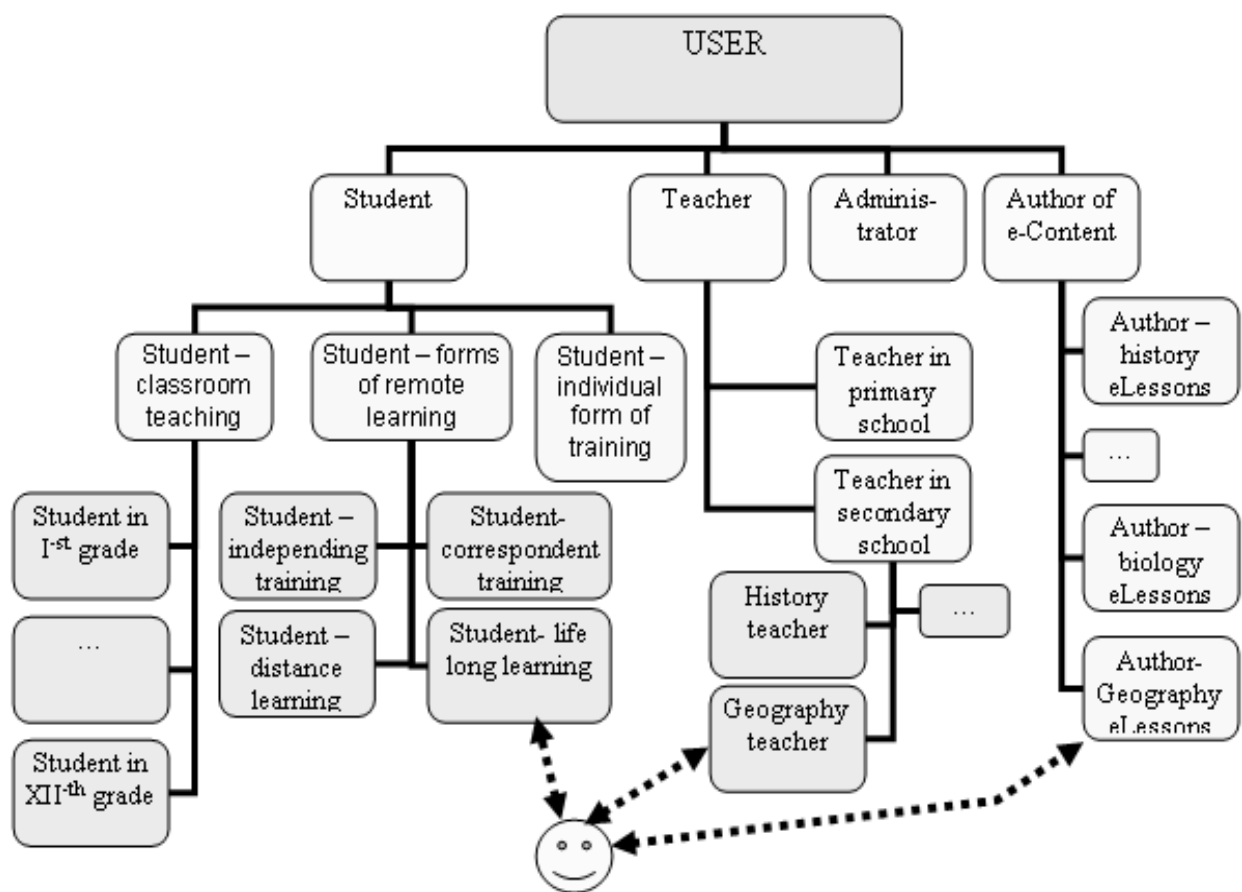 USER
Student
Teacher
Adminis-
trator
Author of
e-Content
Student –
classroom
teaching
Student – forms
of remote
learning
Student –
individual
form of
training
Teacher in
primary
school
Teacher in
secondary
school
Author –
history
eLessons
...
Author –
biology
eLessons
Author-
Geography
eLessons
Student in
I-st grade
...
Student in
XII-th grade
Student –
independing
training
Student-
correspondent
training
Student –
distance
learning
Student- life
long learning
History
teacher
...
Geography
teacher